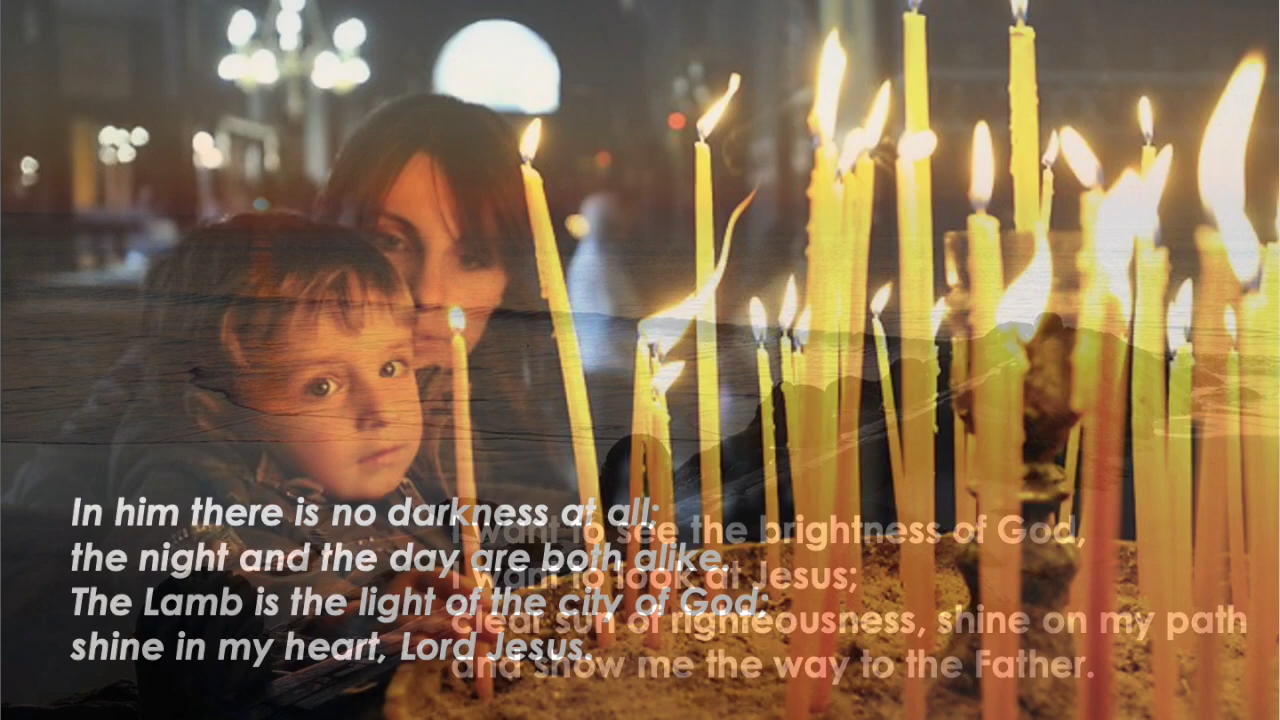 In him there is no darkness at all;
the night and the day are both alike.
The Lamb is the light of the city of God;
shine in my heart, Lord Jesus.
I want to see the brightness of God,
I want to look at Jesus;
clear sun of righteousness, shine on my path
and show me the way to the Father.